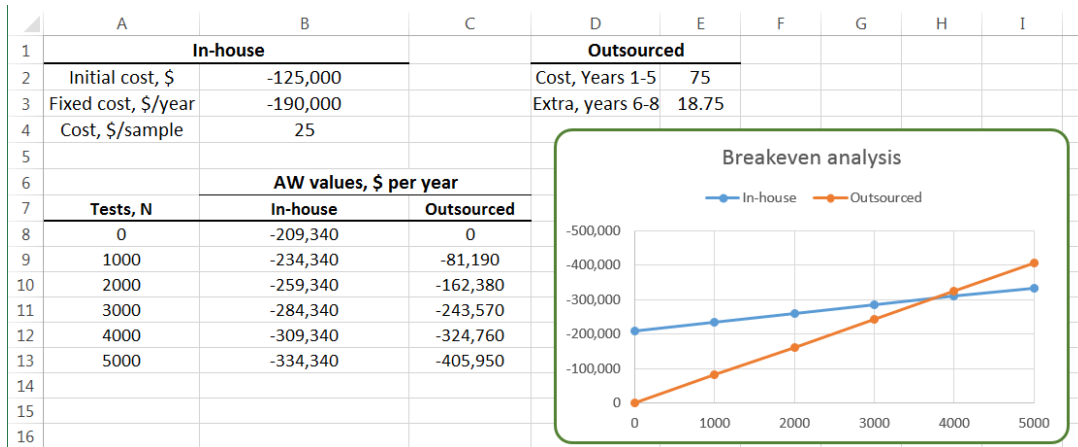 A B C D E F G H I
1 In-house Outsourced
2 Initial cost, $ -125,000 Cost, Years 1-5 75
3 Fixed cost, $/year -190,000 Extra, years 6-8 18.75
4 Cost, $/sample 25
5
6 AW values, $ per year
7 Tests, N In-house Outsourced
8 0 -209,340 0
9 1000 -234,340 -81,190
10 2000 -259,340 -162,380
11 3000 -284,340 -243,570
12 4000 -309,340 -324,760
13 5000 -334,340 -405,950
14
15
16
Breakeven analysis
In-house Outsourced
-500,000
-400,000
-300,000
-200,000
-100,000
0
0 1000 2000 3000 4000 5000